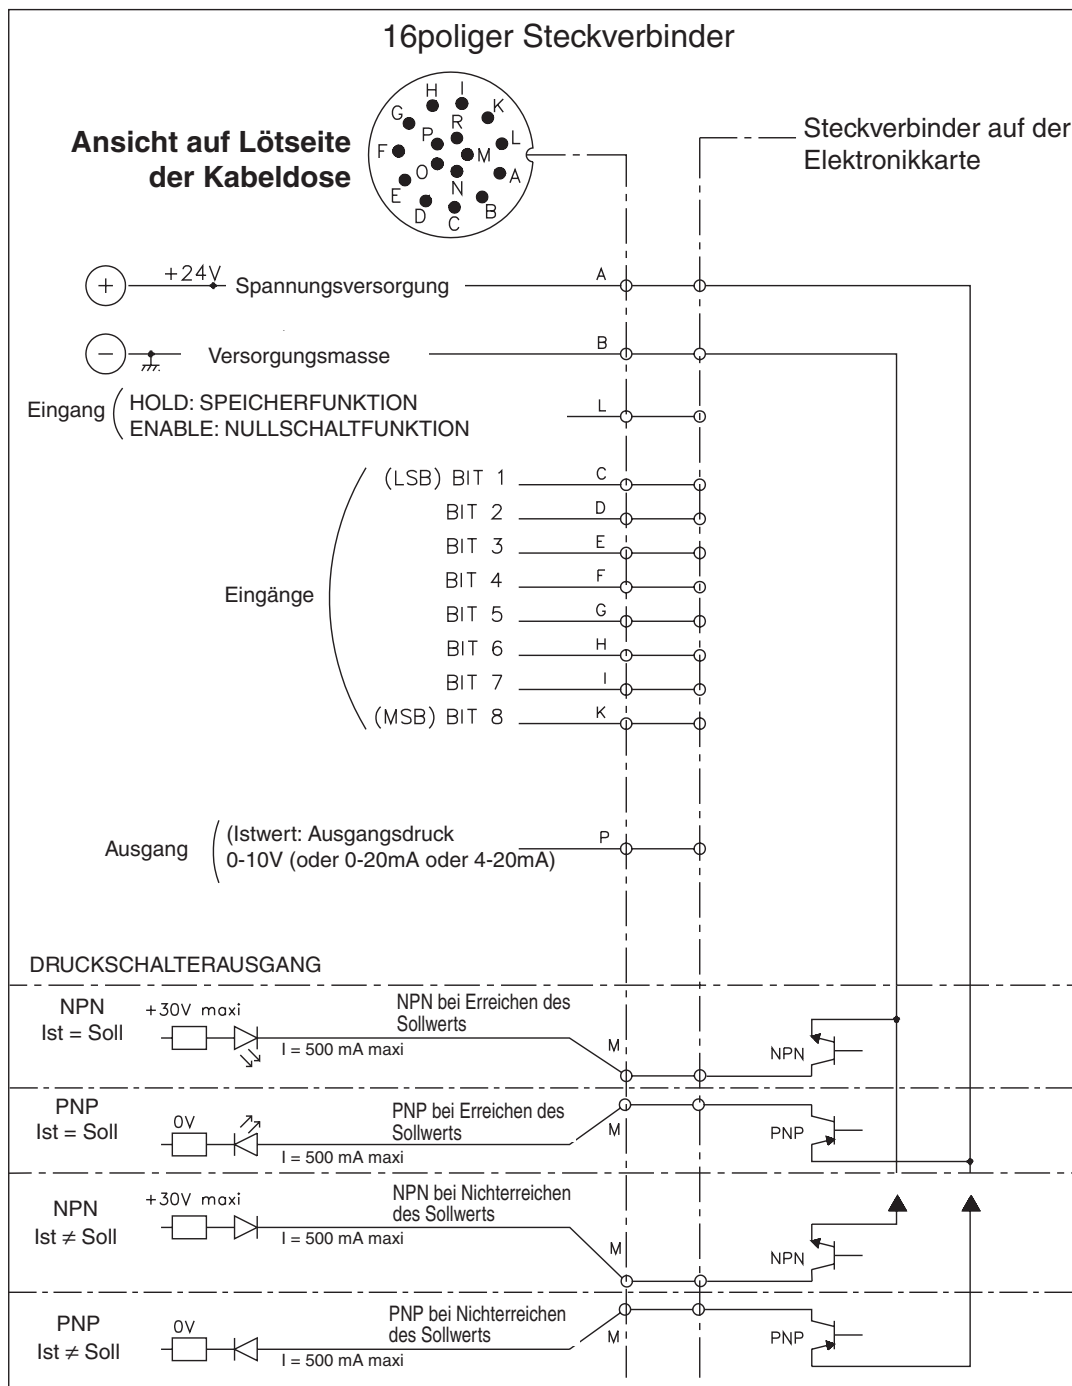 16poliger Steckverbinder
Ansicht auf Lötseite
der Kabeldose
H
I
G
K
R
P
L
F
M
O
A
E
N
D
B
C
Steckverbinder auf der
Elektronikkarte
+ +24V Spannungsversorgung A
− Versorgungsmasse B
Eingang ( HOLD: SPEICHERFUNKTION
ENABLE: NULLSCHALTFUNKTION
L
Eingänge
(LSB) BIT 1 C
BIT 2 D
BIT 3 E
BIT 4 F
BIT 5 G
BIT 6 H
BIT 7 I
(MSB) BIT 8 K
Ausgang
(Istwert: Ausgangsdruck
0-10V (oder 0-20mA oder 4-20mA)
P
DRUCKSCHALTERAUSGANG
NPN
Ist = Soll
+30V maxi
NPN bei Erreichen des
Sollwerts
I = 500 mA maxi
M
NPN
PNP
Ist = Soll
0V
PNP bei Erreichen des
Sollwerts
I = 500 mA maxi
M
PNP
NPN
Ist ≠ Soll
+30V maxi
NPN bei Nichterreichen
des Sollwerts
I = 500 mA maxi
M
NPN
PNP
Ist ≠ Soll
0V
PNP bei Nichterreichen
des Sollwerts
I = 500 mA maxi
M
PNP